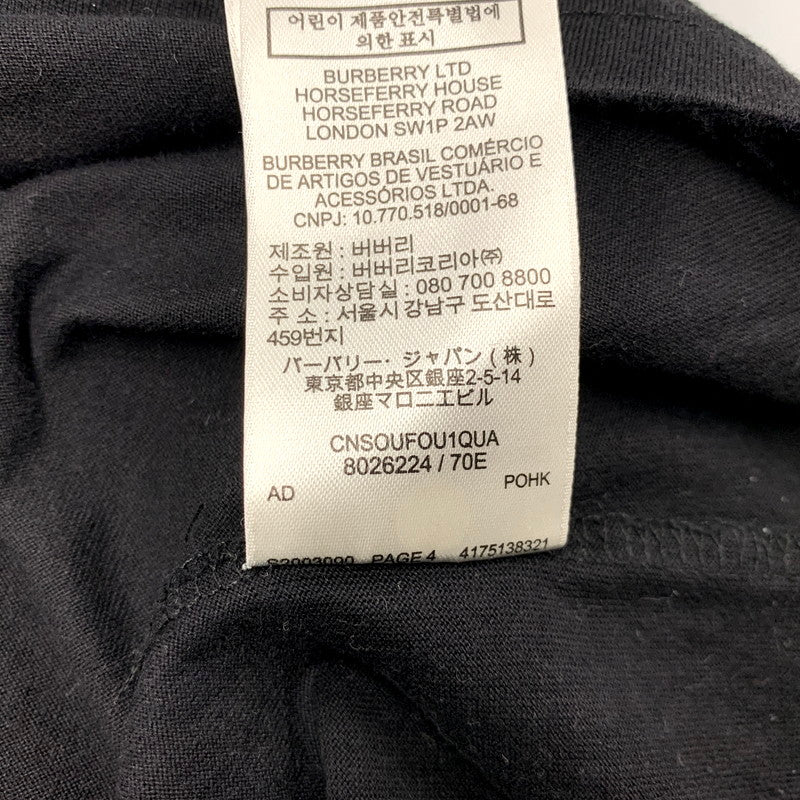 어린이 제품안전특별법에
의한 표시
BURBERRY LTD
HORSEFERRY HOUSE
HORSEFERRY ROAD
LONDON SW1P 2AW
BURBERRY BRASIL COMÉRCIO
DE ARTIGOS DE VESTUÁRIO E
ACESSÓRIOS LTDA.
CNPJ: 10.770.518/0001-68
제조원 : 버버리
수입원 : 버버리코리아㈜
소비자상담실 : 080 700 8800
주 소 : 서울시 강남구 도산대로
459번지
バーバリー・ジャパン ( 株 )
東京都中央区銀座2-5-14
銀座マロニエビル
CNSOUFOU1QUA
8026224 / 70E
AD POHK
PAGE 4 4175138321